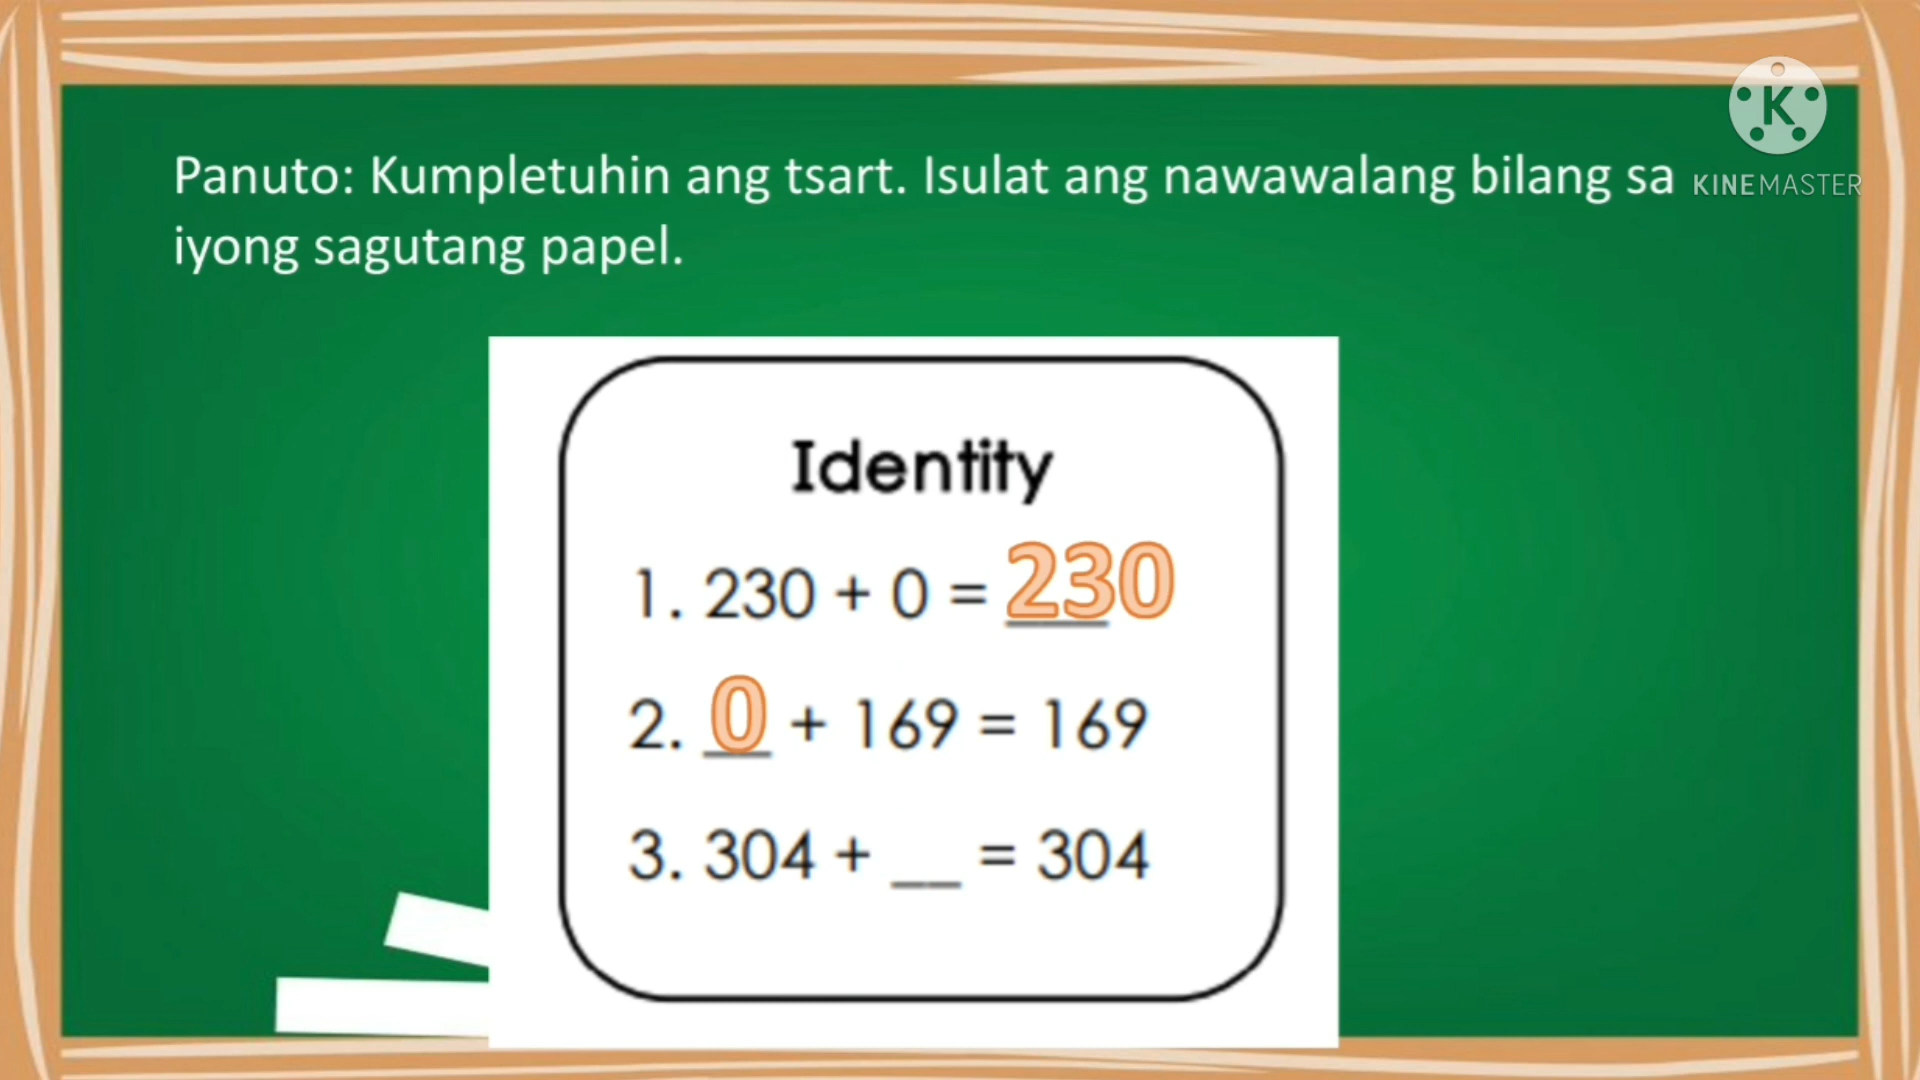 Panuto: Kumpletuhin ang tsart. Isulat ang nawawalang bilang sa
iyong sagutang papel.
K
KINEMASTER
Identity
1. 230 + 0 = 230
2. 0 + 169 = 169
3. 304 + __ = 304